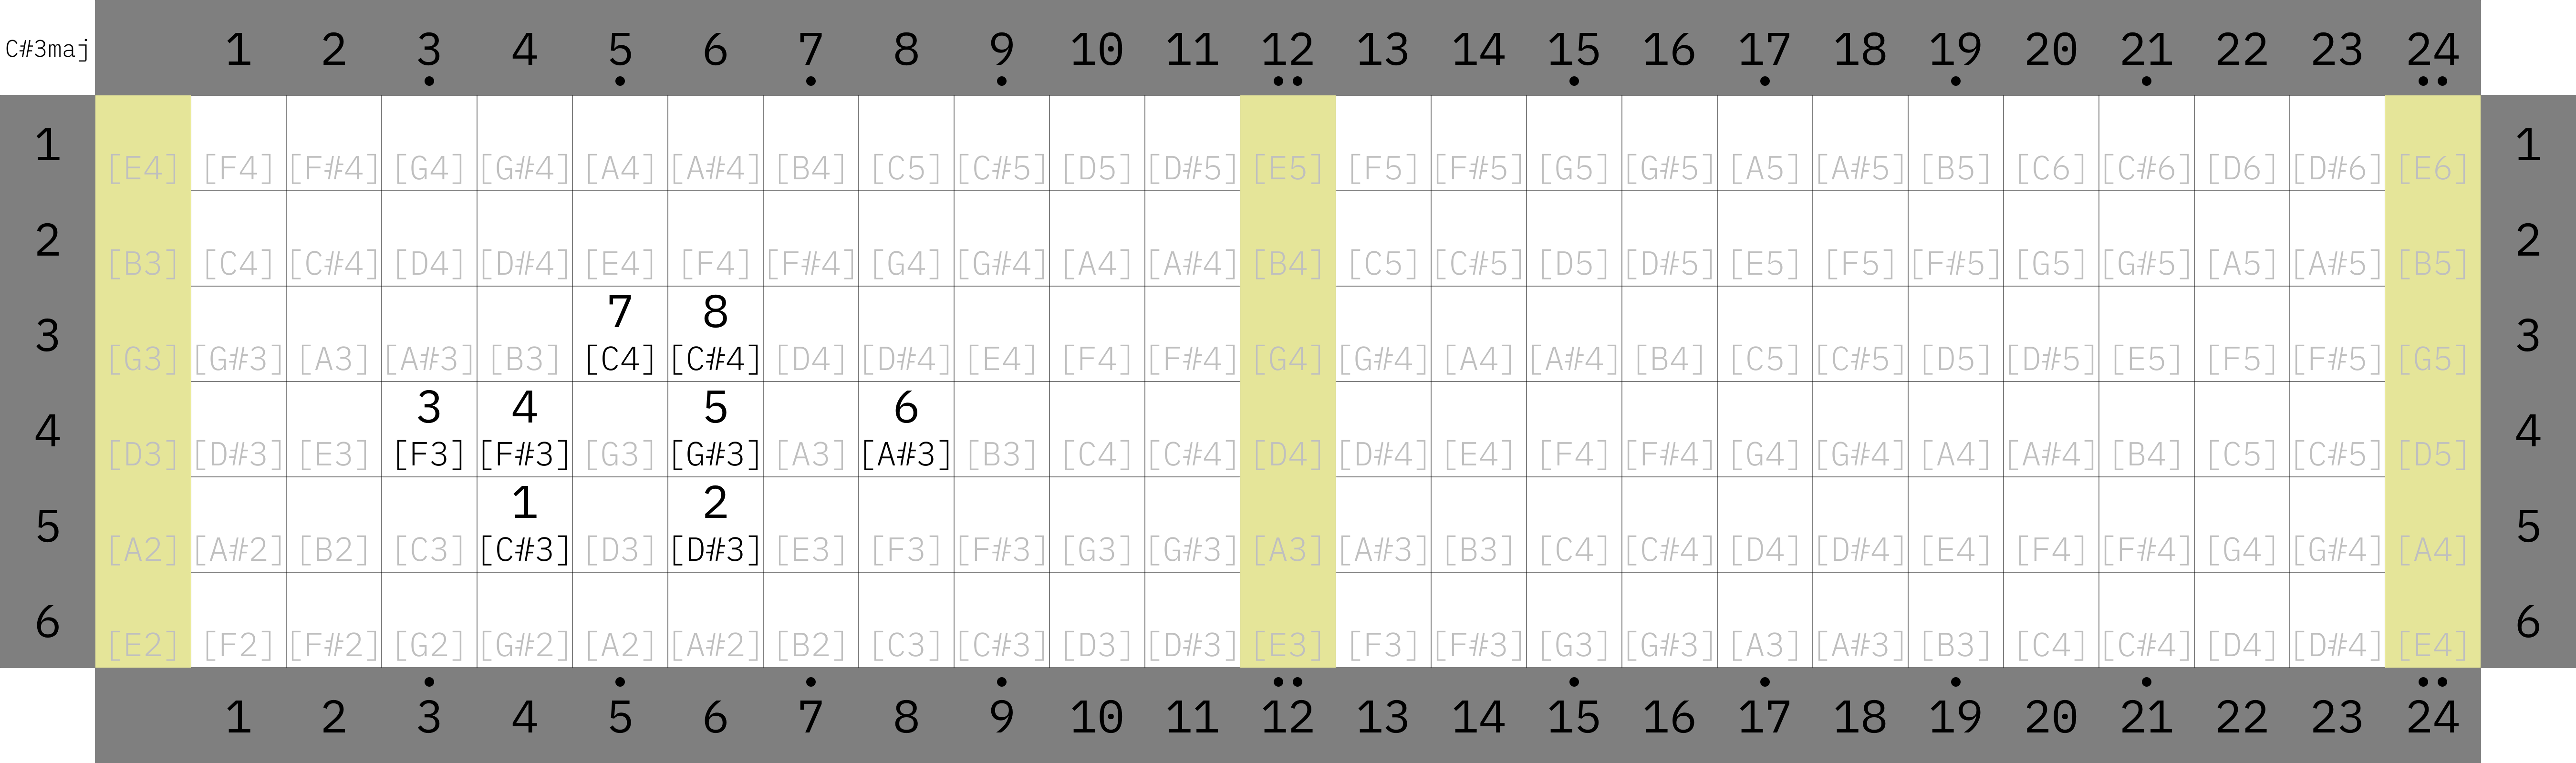 C#3maj 1 2 3 4 5 6 7 8 9 10 11 12 13 14 15 16 17 18 19 20 21 22 23 24
1 [E4] [F4] [F#4] [G4] [G#4] [A4] [A#4] [B4] [C5] [C#5] [D5] [D#5] [E5] [F5] [F#5] [G5] [G#5] [A5] [A#5] [B5] [C6] [C#6] [D6] [D#6] [E6] 1
2 [B3] [C4] [C#4] [D4] [D#4] [E4] [F4] [F#4] [G4] [G#4] [A4] [A#4] [B4] [C5] [C#5] [D5] [D#5] [E5] [F5] [F#5] [G5] [G#5] [A5] [A#5] [B5] 2
7 8
3 [G3] [G#3] [A3] [A#3] [B3] [C4] [C#4] [D4] [D#4] [E4] [F4] [F#4] [G4] [G#4] [A4] [A#4] [B4] [C5] [C#5] [D5] [D#5] [E5] [F5] [F#5] [G5] 3
3 4 5 6
4 [D3] [D#3] [E3] [F3] [F#3] [G3] [G#3] [A3] [A#3] [B3] [C4] [C#4] [D4] [D#4] [E4] [F4] [F#4] [G4] [G#4] [A4] [A#4] [B4] [C5] [C#5] [D5] 4
1 2
5 [A2] [A#2] [B2] [C3] [C#3] [D3] [D#3] [E3] [F3] [F#3] [G3] [G#3] [A3] [A#3] [B3] [C4] [C#4] [D4] [D#4] [E4] [F4] [F#4] [G4] [G#4] [A4] 5
6 [E2] [F2] [F#2] [G2] [G#2] [A2] [A#2] [B2] [C3] [C#3] [D3] [D#3] [E3] [F3] [F#3] [G3] [G#3] [A3] [A#3] [B3] [C4] [C#4] [D4] [D#4] [E4] 6
1 2 3 4 5 6 7 8 9 10 11 12 13 14 15 16 17 18 19 20 21 22 23 24